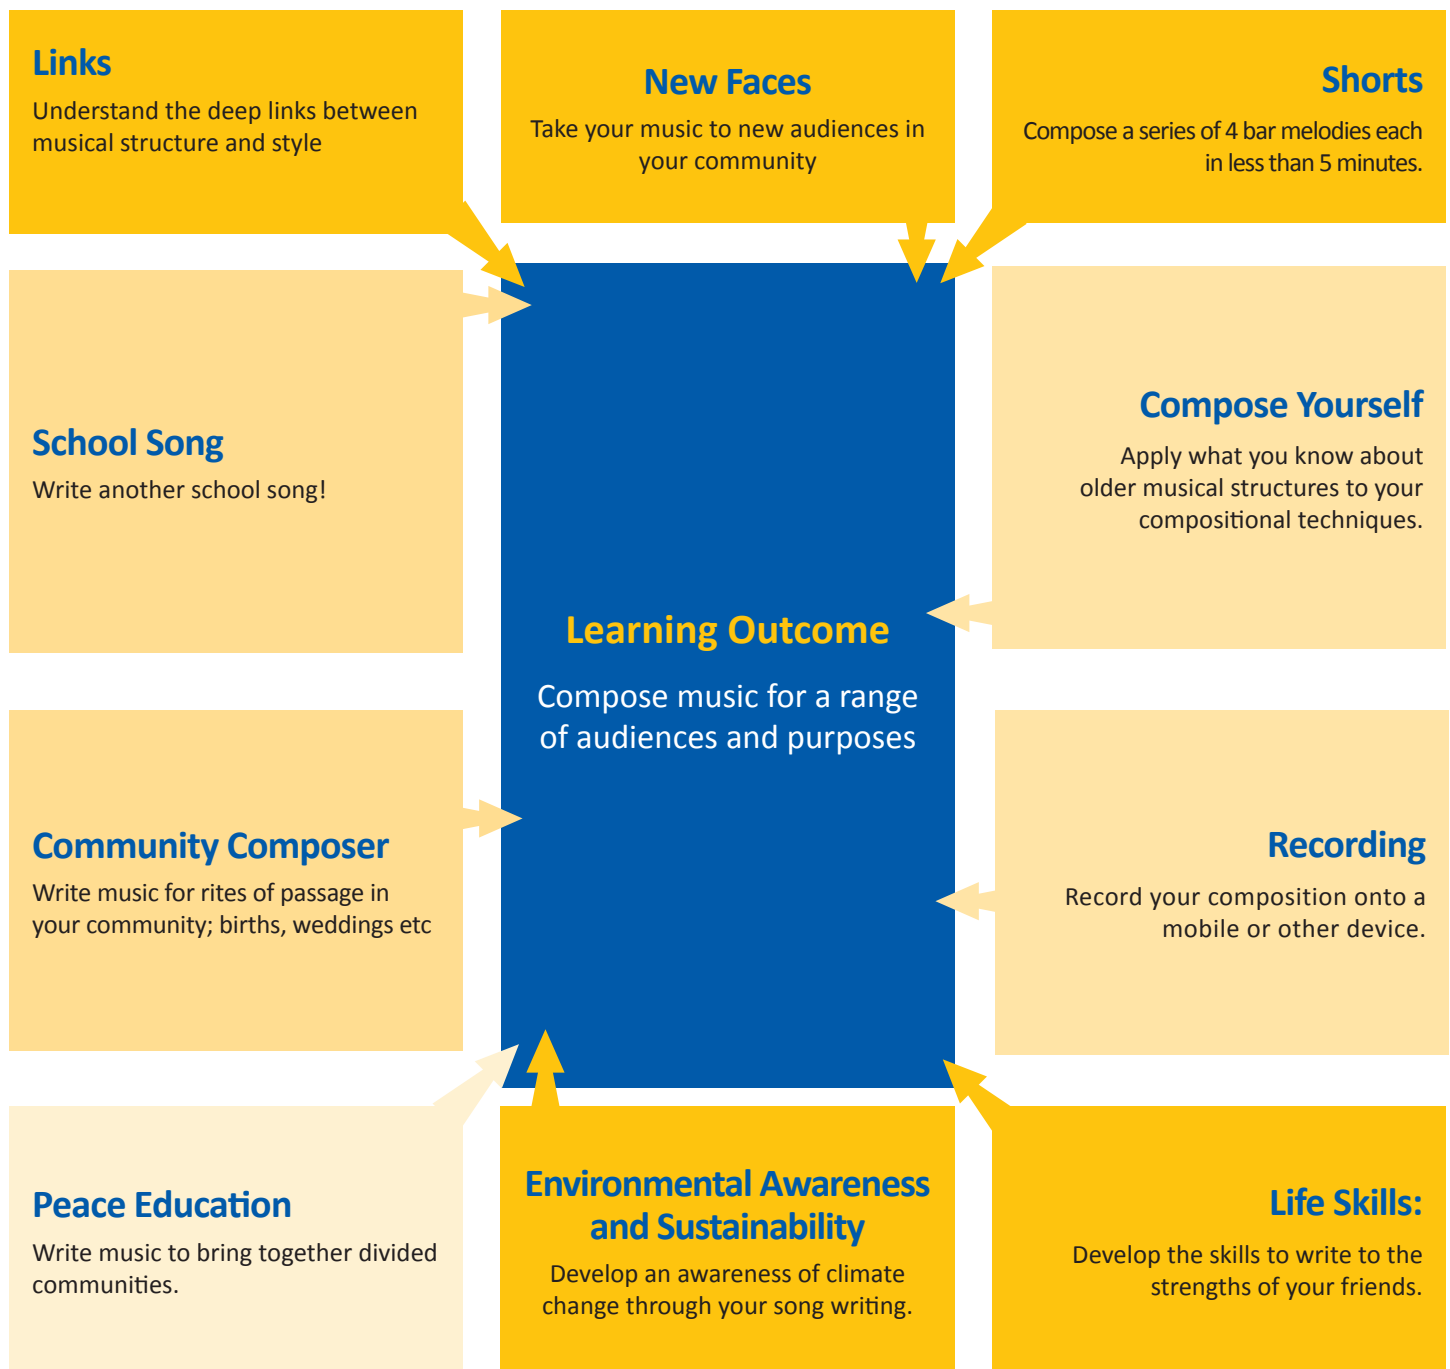 Links
Understand the deep links between
musical structure and style
New Faces
Take your music to new audiences in
your community
Shorts
Compose a series of 4 bar melodies each
in less than 5 minutes.
School Song
Write another school song!
Compose Yourself
Apply what you know about
older musical structures to your
compositional techniques.
Learning Outcome
Compose music for a range
of audiences and purposes
Community Composer
Write music for rites of passage in
your community; births, weddings etc
Recording
Record your composition onto a
mobile or other device.
Peace Education
Write music to bring together divided
communities.
Environmental Awareness
and Sustainability
Develop an awareness of climate
change through your song writing.
Life Skills:
Develop the skills to write to the
strengths of your friends.